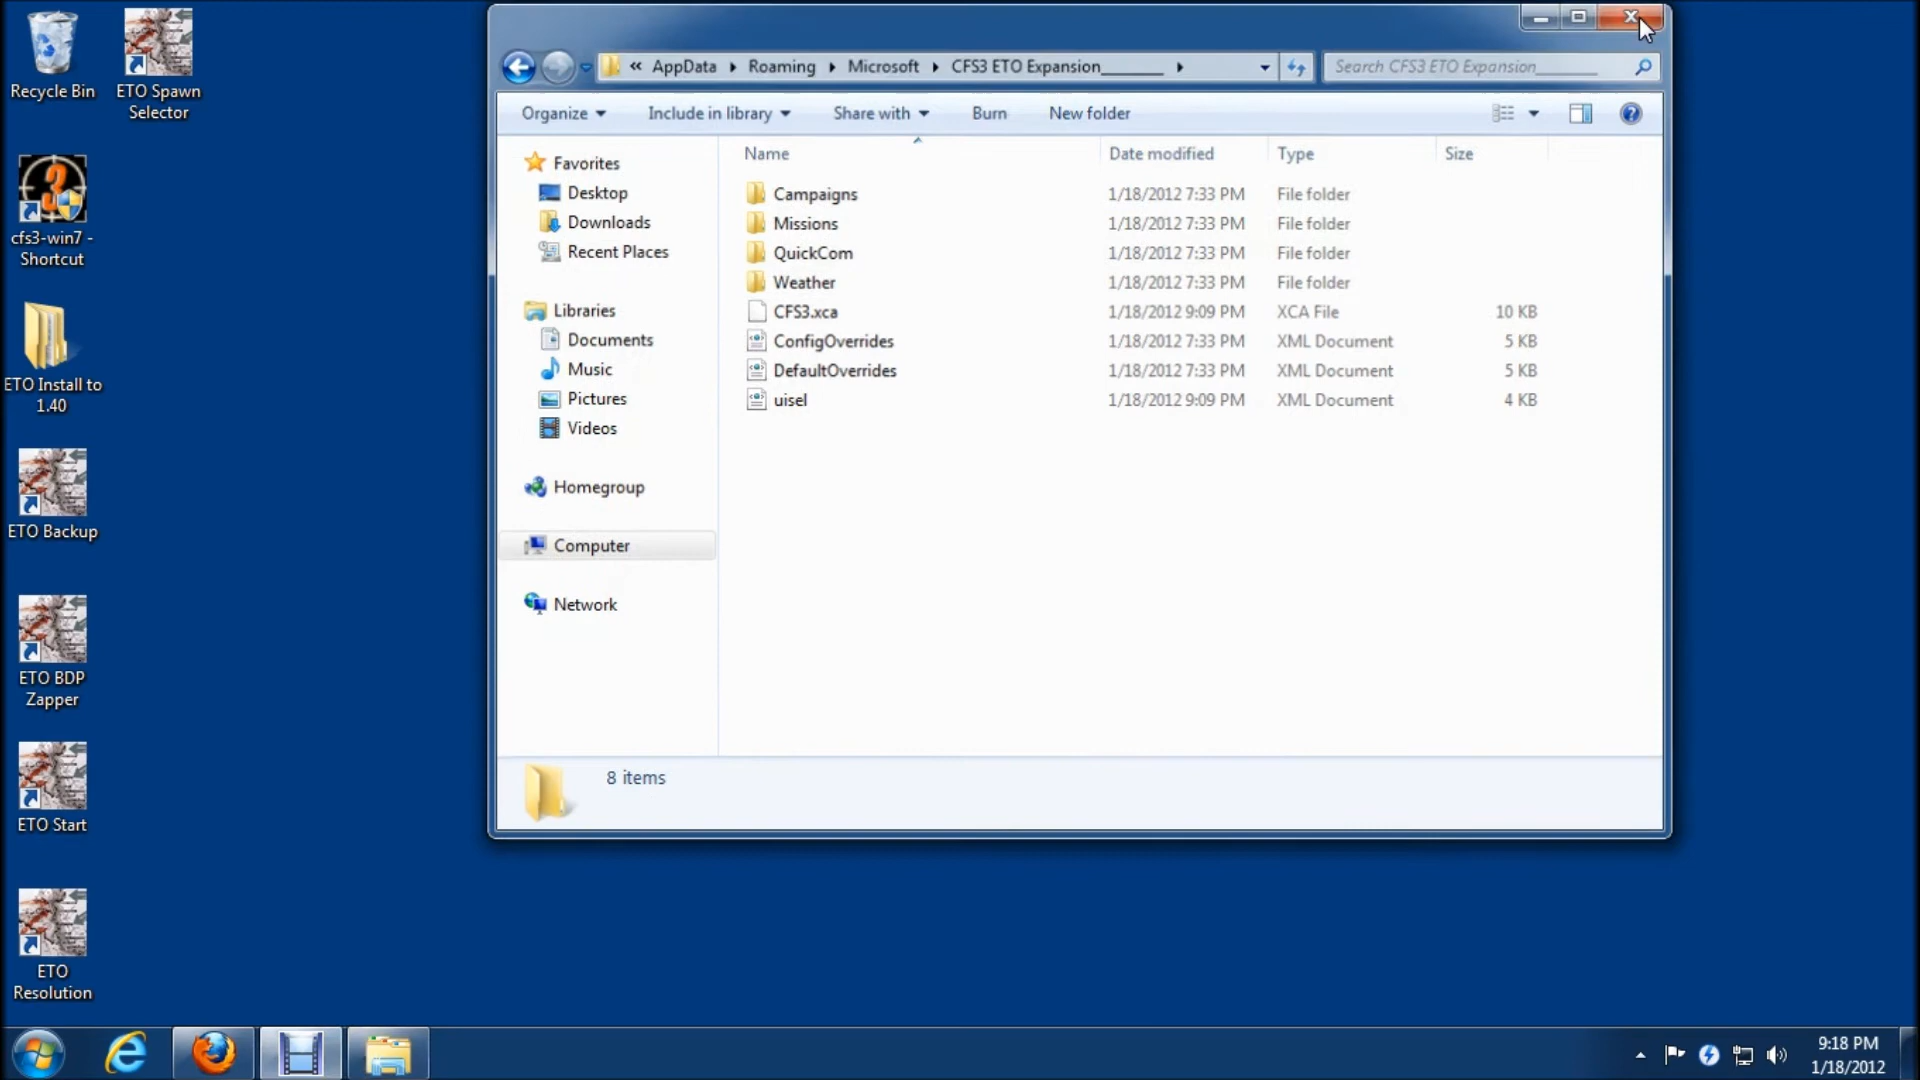 Recycle Bin
ETO Spawn
Selector
cfs3-win7 -
Shortcut
ETO Install to
1.40
ETO Backup
ETO BDP
Zapper
ETO Start
ETO
Resolution
« AppData Roaming Microsoft CFS3 ETO Expansion________
Search CFS3 ETO Expansion________
Organize Include in library Share with Burn New folder
Favorites
Desktop
Downloads
Recent Places
Libraries
Documents
Music
Pictures
Videos
Homegroup
Computer
Network
Name Date modified Type Size
Campaigns 1/18/2012 7:33 PM File folder
Missions 1/18/2012 7:33 PM File folder
QuickCom 1/18/2012 7:33 PM File folder
Weather 1/18/2012 7:33 PM File folder
CFS3.xca 1/18/2012 9:09 PM XCA File 10 KB
ConfigOverrides 1/18/2012 7:33 PM XML Document 5 KB
DefaultOverrides 1/18/2012 7:33 PM XML Document 5 KB
uisel 1/18/2012 9:09 PM XML Document 4 KB
8 items
9:18 PM
1/18/2012